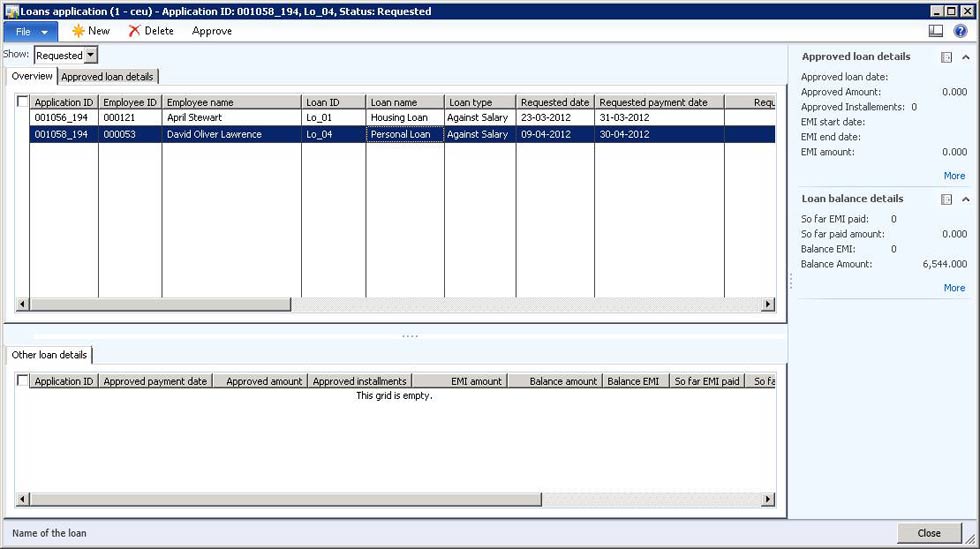 Loans application (1 - ceu) - Application ID: 001058_194, Lo_04, Status: Requested
File New Delete Approve
Show: Requested
Overview Approved loan details
Application ID Employee ID Employee name Loan ID Loan name Loan type Requested date Requested payment date Requ
001056_194 000121 April Stewart Lo_01 Housing Loan Against Salary 23-03-2012 31-03-2012
001058_194 000053 David Oliver Lawrence Lo_04 Personal Loan Against Salary 09-04-2012 30-04-2012
Other loan details
Application ID Approved payment date Approved amount Approved installments EMI amount Balance amount Balance EMI So far EMI paid So fa
This grid is empty.
Approved loan details
Approved loan date:
Approved Amount: 0.000
Approved Installements: 0
EMI start date:
EMI end date:
EMI amount: 0.000
More
Loan balance details
So far EMI paid: 0
So far paid amount: 0.000
Balance EMI: 0
Balance Amount: 6,544.000
More
Name of the loan
Close